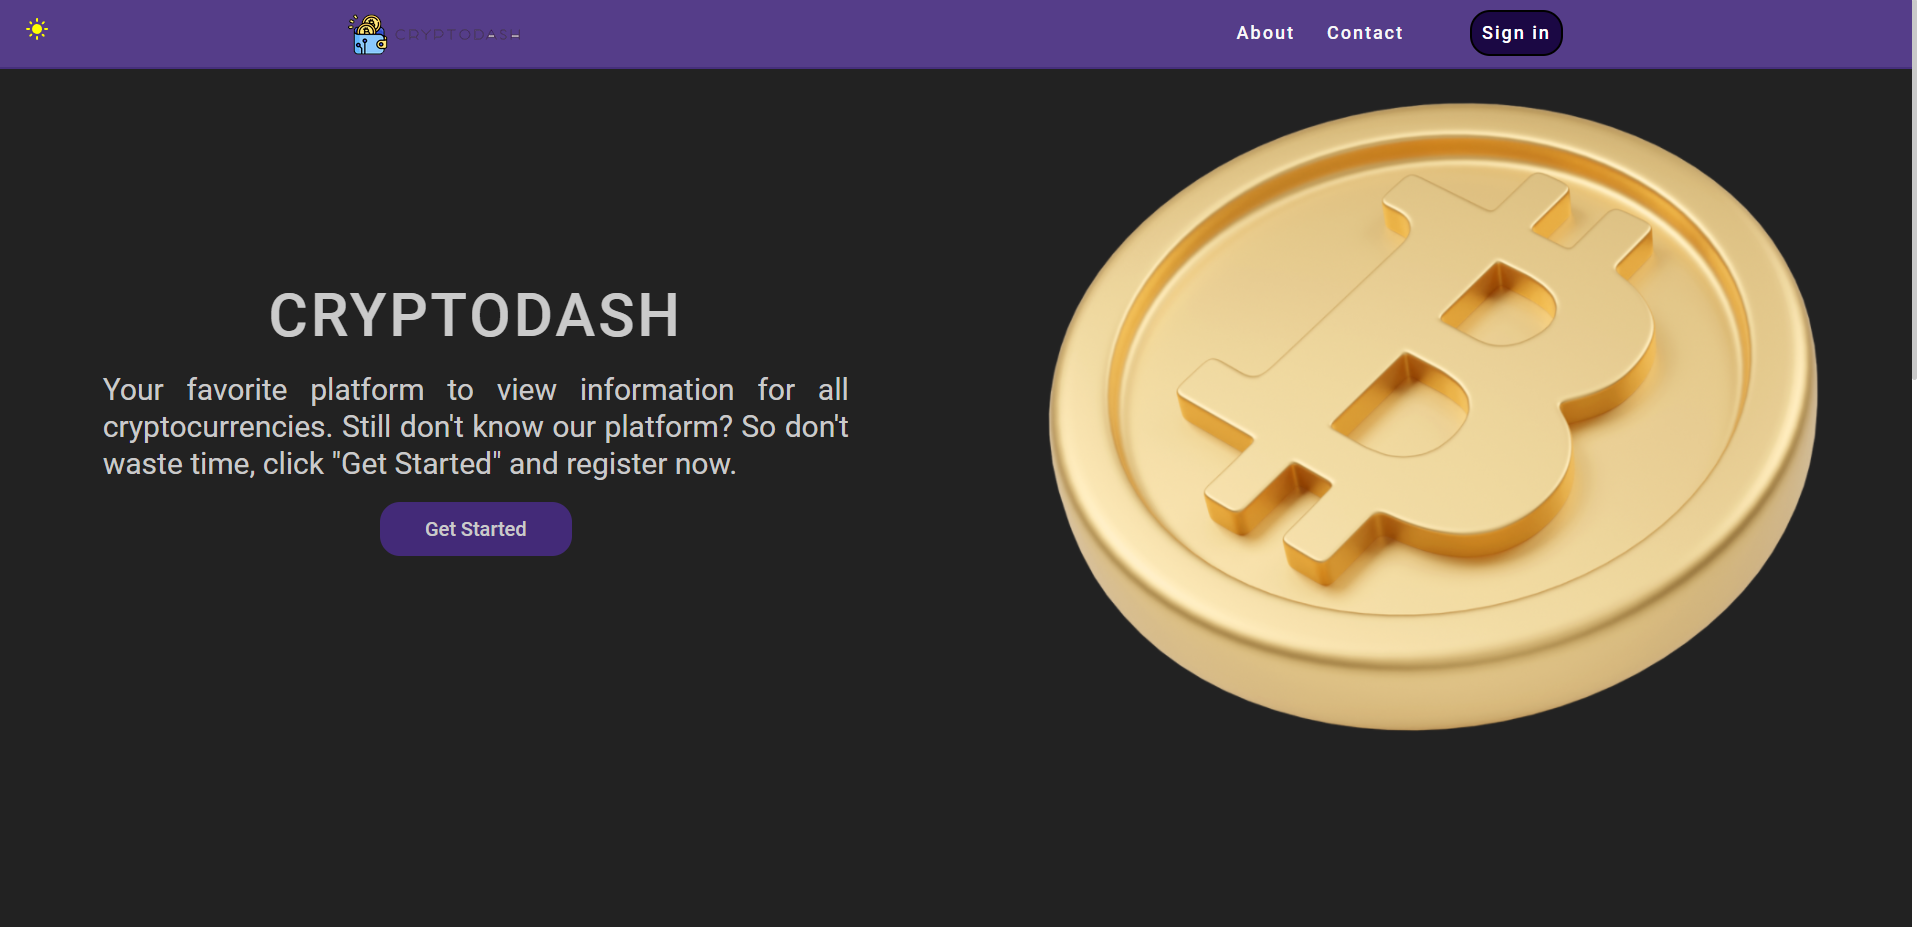 CRYPTODASH
About Contact Sign in
CRYPTODASH
Your favorite platform to view information for all
cryptocurrencies. Still don't know our platform? So don't
waste time, click "Get Started" and register now.
Get Started